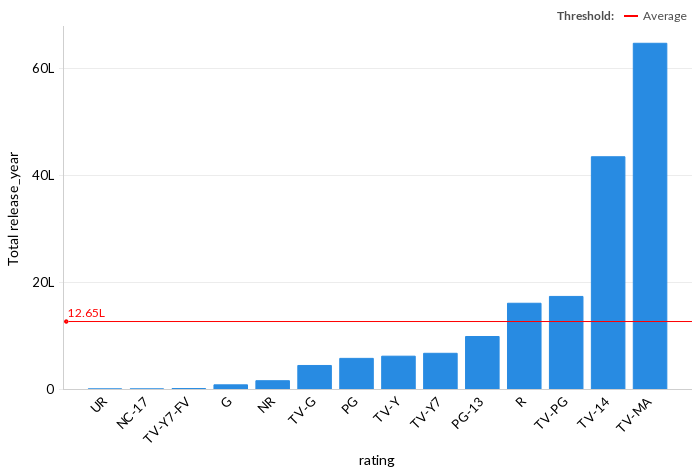 Threshold: Average
Total release_year
60L
40L
20L
12.65L
0
UR
NC-17
TV-Y7-FV
G
NR
TV-G
PG
TV-Y
TV-Y7
PG-13
R
TV-PG
TV-14
TV-MA
rating